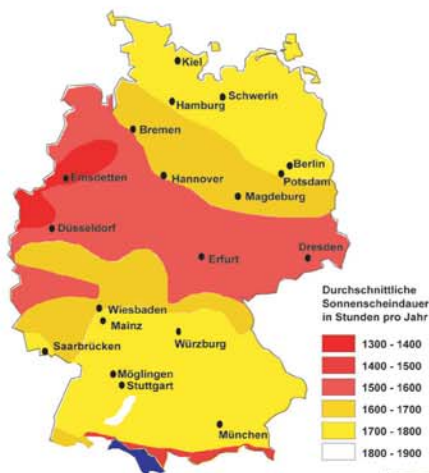 Kiel
Schwerin
Hamburg
Bremen
Berlin
Potsdam
Emsdetten
Hannover
Magdeburg
Düsseldorf
Erfurt
Dresden
Wiesbaden
Mainz
Würzburg
Saarbrücken
Möglingen
Stuttgart
München
Durchschnittliche
Sonnenscheindauer
in Stunden pro Jahr
1300 - 1400
1400 - 1500
1500 - 1600
1600 - 1700
1700 - 1800
1800 - 1900